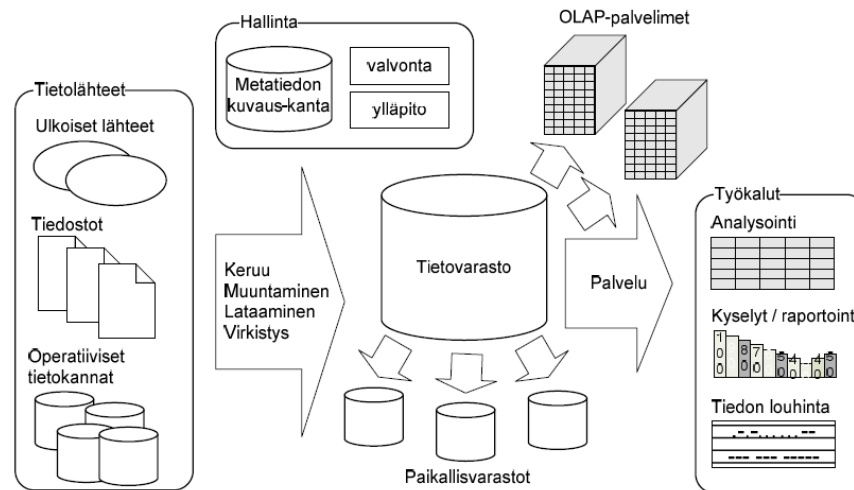 Hallinta
Metatiedon
kuvaus-kanta
valvonta
ylläpito
OLAP-palvelimet
Tietolähteet
Ulkoiset lähteet
Tiedostot
Operatiiviset
tietokannat
Keruu
Muuntaminen
Lataaminen
Virkistys
Tietovarasto
Palvelu
Paikallisvarastot
Työkalut
Analysointi
Kyselyt / raportoint
Tiedon louhinta